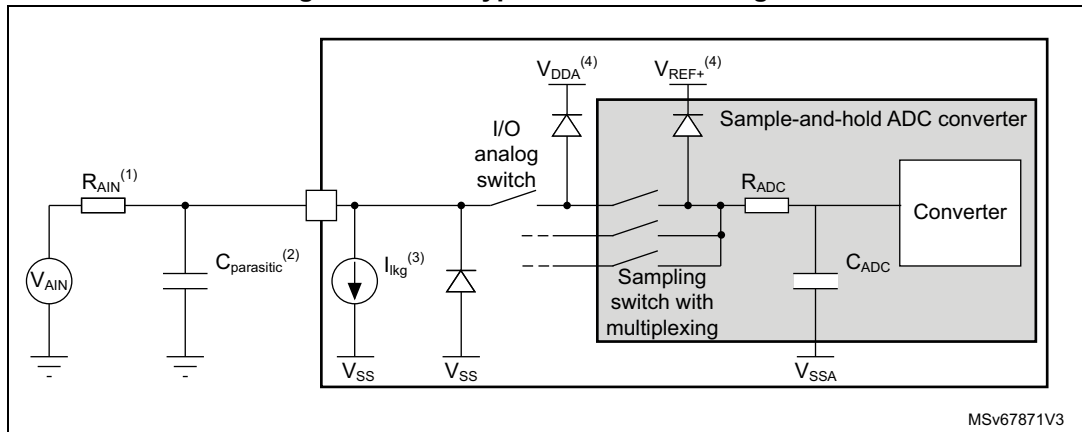 V_DDA^(4)
V_REF+^(4)
Sample-and-hold ADC converter
I/O
analog
switch
R_AIN^(1)
R_ADC
Converter
V_AIN
C_parasitic^(2)
I_lkg^(3)
C_ADC
Sampling
switch with
multiplexing
V_SS
V_SS
V_SSA
MSv67871V3